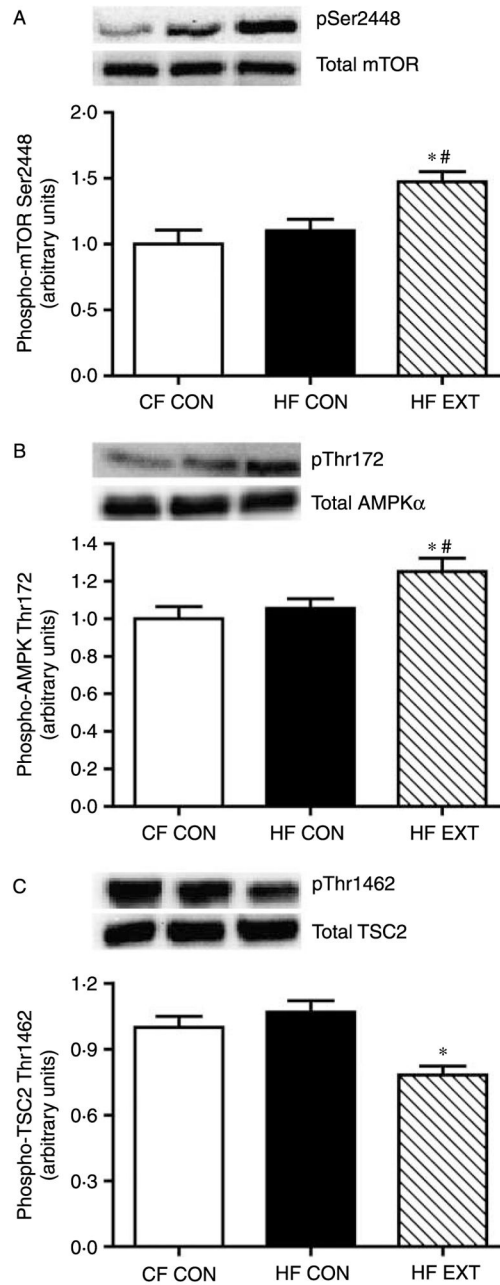 A
pSer2448
Total mTOR
Phospho-mTOR Ser2448
(arbitrary units)
2·0
1·5
1·0
0·5
0·0
*#
CF CON HF CON HF EXT
B
pThr172
Total AMPKα
Phospho-AMPK Thr172
(arbitrary units)
1·4
1·2
1·0
0·8
0·6
0·4
0·2
0·0
*#
CF CON HF CON HF EXT
C
pThr1462
Total TSC2
Phospho-TSC2 Thr1462
(arbitrary units)
1·2
0·9
0·6
0·3
0·0
*
CF CON HF CON HF EXT